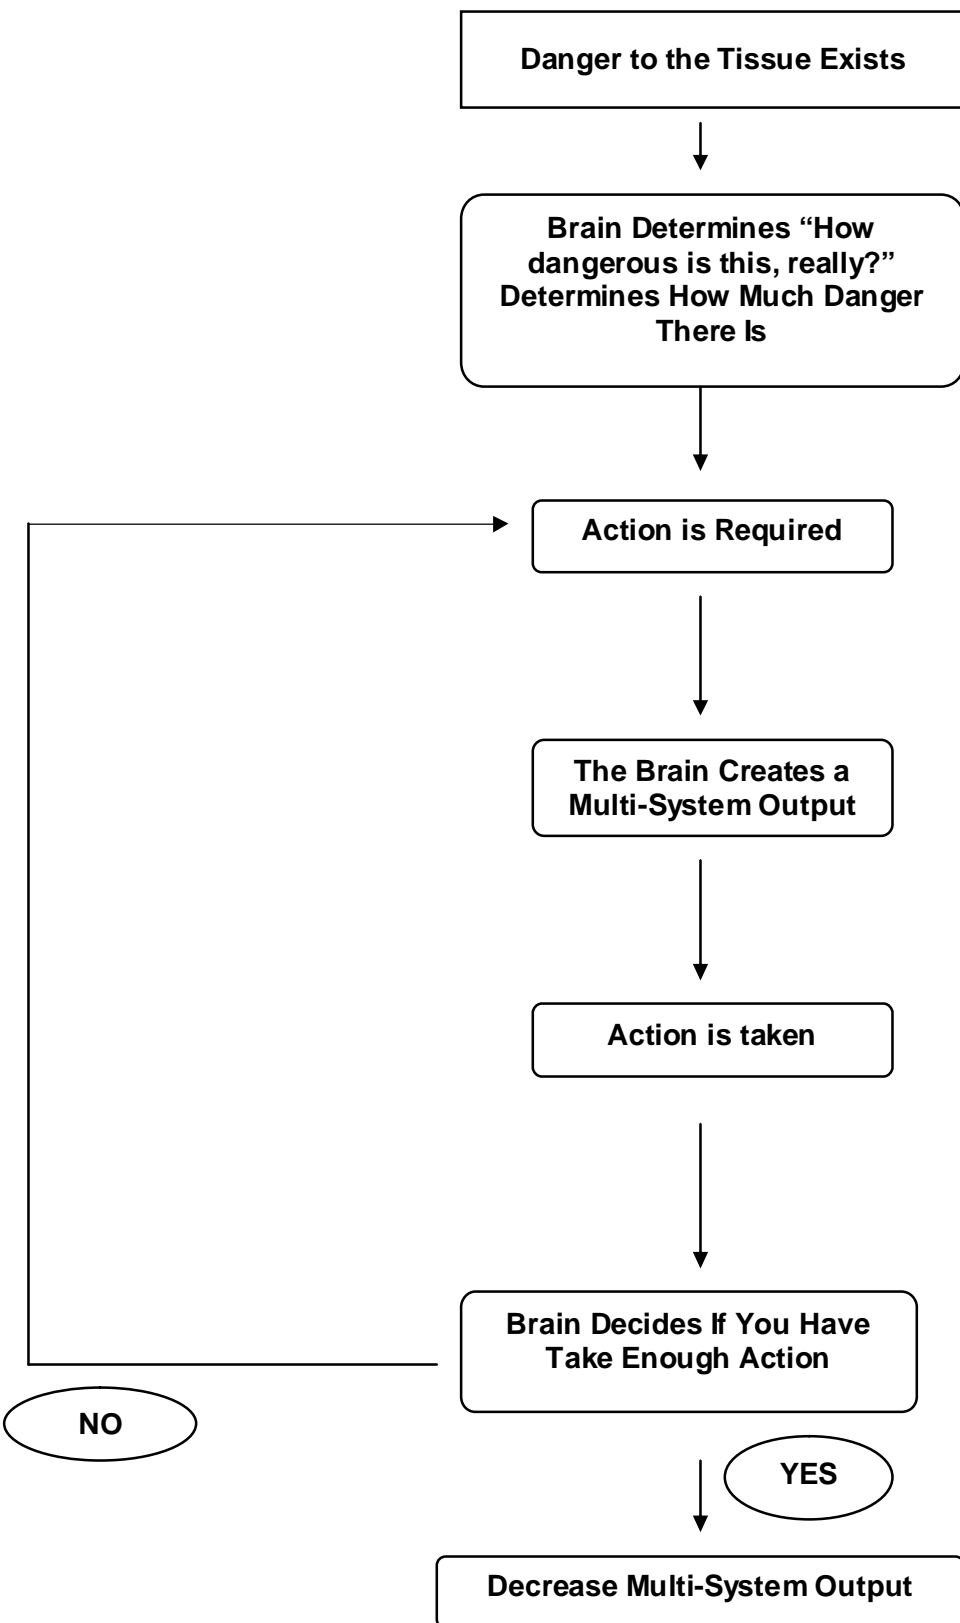 Danger to the Tissue Exists
Brain Determines “How
dangerous is this, really?”
Determines How Much Danger
There Is
Action is Required
The Brain Creates a
Multi-System Output
Action is taken
Brain Decides If You Have
Take Enough Action
NO
YES
Decrease Multi-System Output